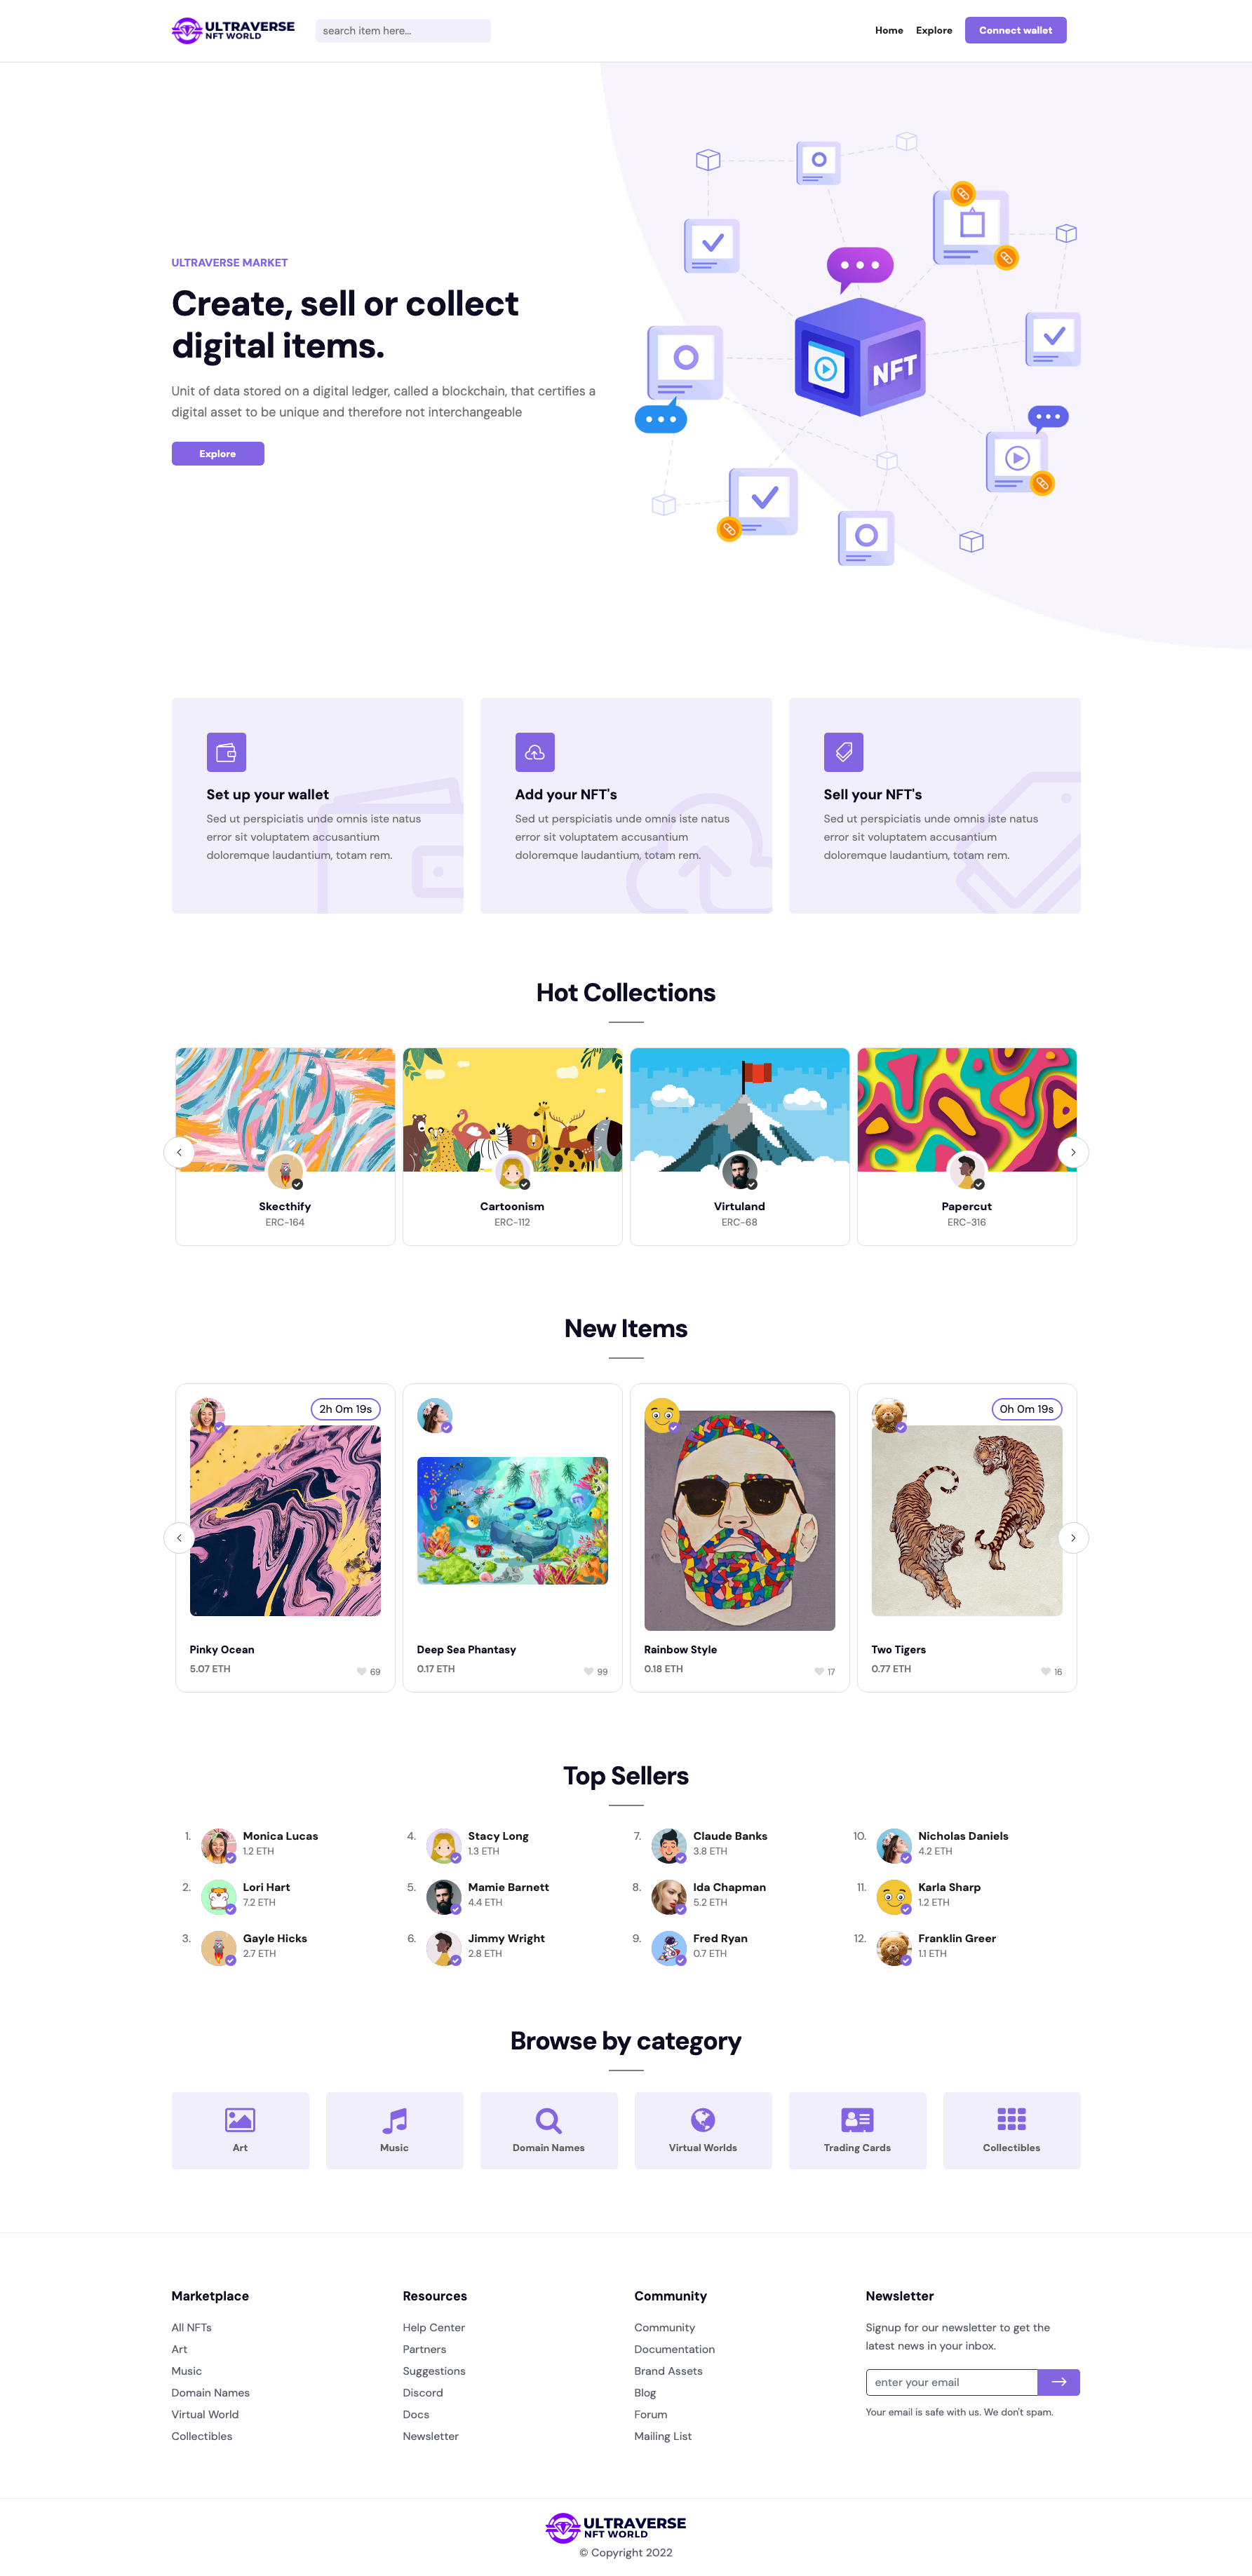 ULTRAVERSE
NFT WORLD
search item here...
Home
Explore
Connect wallet
ULTRAVERSE MARKET
Create, sell or collect
digital items.
Unit of data stored on a digital ledger, called a blockchain, that certifies a
digital asset to be unique and therefore not interchangeable
Explore
NFT
Set up your wallet
Sed ut perspiciatis unde omnis iste natus
error sit voluptatem accusantium
doloremque laudantium, totam rem.
Add your NFT's
Sed ut perspiciatis unde omnis iste natus
error sit voluptatem accusantium
doloremque laudantium, totam rem.
Sell your NFT's
Sed ut perspiciatis unde omnis iste natus
error sit voluptatem accusantium
doloremque laudantium, totam rem.
Hot Collections
Skecthify
ERC-164
Cartoonism
ERC-112
Virtuland
ERC-68
Papercut
ERC-316
New Items
2h 0m 19s
Pinky Ocean
5.07 ETH
69
Deep Sea Phantasy
0.17 ETH
99
Rainbow Style
0.18 ETH
17
0h 0m 19s
Two Tigers
0.77 ETH
16
Top Sellers
1.
Monica Lucas
1.2 ETH
2.
Lori Hart
7.2 ETH
3.
Gayle Hicks
2.7 ETH
4.
Stacy Long
1.3 ETH
5.
Mamie Barnett
4.4 ETH
6.
Jimmy Wright
2.8 ETH
7.
Claude Banks
3.8 ETH
8.
Ida Chapman
5.2 ETH
9.
Fred Ryan
0.7 ETH
10.
Nicholas Daniels
4.2 ETH
11.
Karla Sharp
1.2 ETH
12.
Franklin Greer
1.1 ETH
Browse by category
Art
Music
Domain Names
Virtual Worlds
Trading Cards
Collectibles
Marketplace
All NFTs
Art
Music
Domain Names
Virtual World
Collectibles
Resources
Help Center
Partners
Suggestions
Discord
Docs
Newsletter
Community
Community
Documentation
Brand Assets
Blog
Forum
Mailing List
Newsletter
Signup for our newsletter to get the
latest news in your inbox.
enter your email
Your email is safe with us. We don't spam.
ULTRAVERSE
NFT WORLD
© Copyright 2022